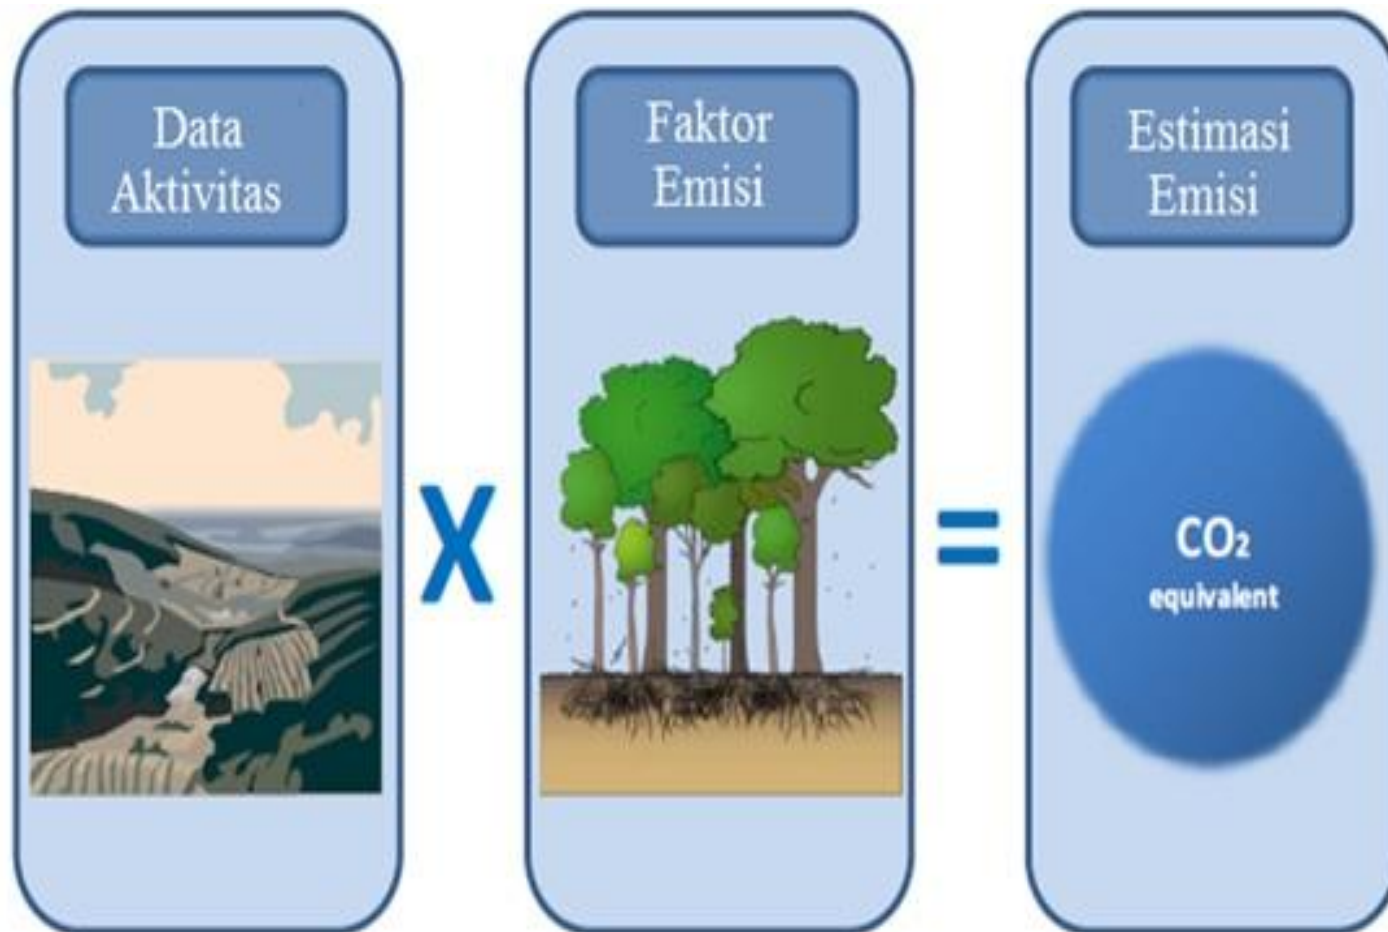 Data
Aktivitas
X
Faktor
Emisi
=
Estimasi
Emisi
CO₂
equivalent